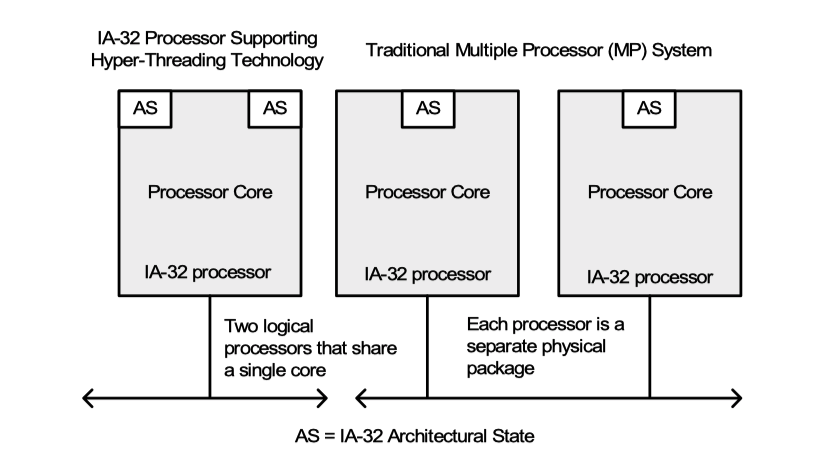 IA-32 Processor Supporting
Hyper-Threading Technology
Traditional Multiple Processor (MP) System
AS
AS
AS
AS
Processor Core
Processor Core
Processor Core
IA-32 processor
IA-32 processor
IA-32 processor
Two logical
processors that share
a single core
Each processor is a
separate physical
package
AS = IA-32 Architectural State